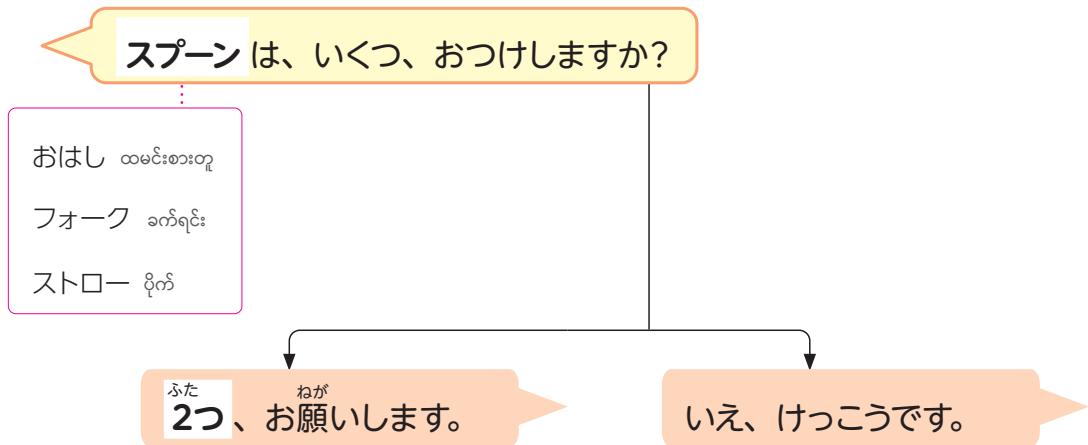 スプーンは、いくつ、おつけしますか?
おはし ထမင်းစားတူ
フォーク ခက်ရင်း
ストロー ပိုက်
ふた ねが
2つ、お願いします。
いえ、けっこうです。